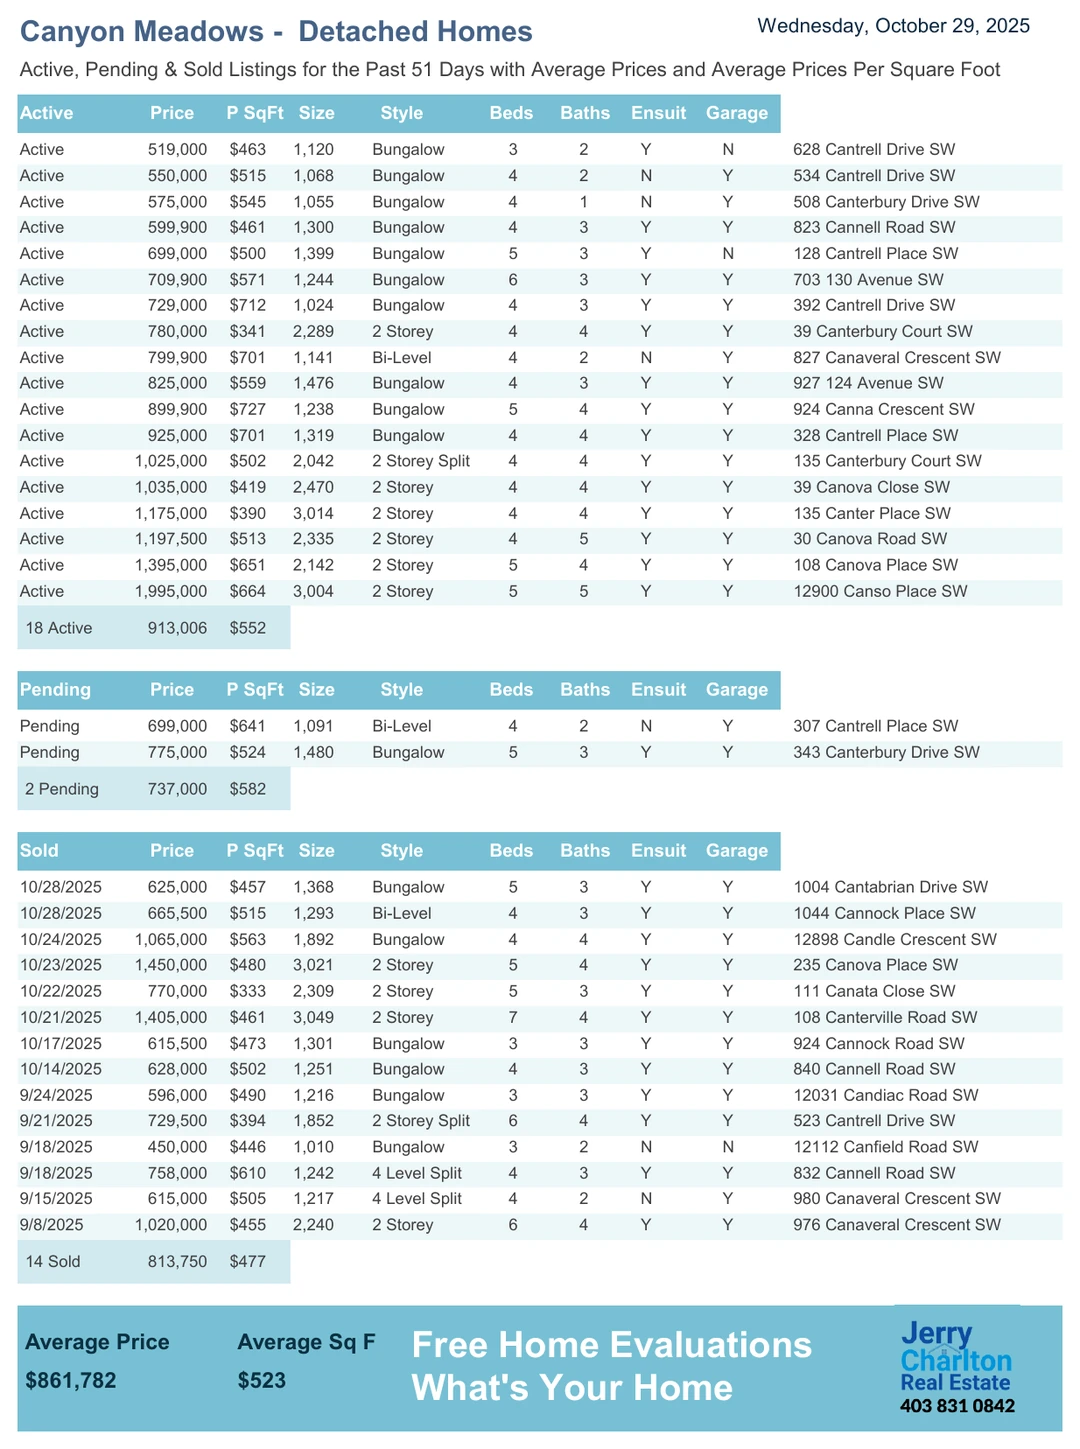 Canyon Meadows -  Detached Homes
Wednesday, October 29, 2025
Active, Pending & Sold Listings for the Past 51 Days with Average Prices and Average Prices Per Square Foot
Active Price P SqFt Size Style Beds Baths Ensuit Garage
Active 519,000 $463 1,120 Bungalow 3 2 Y N 628 Cantrell Drive SW
Active 550,000 $515 1,068 Bungalow 4 2 N Y 534 Cantrell Drive SW
Active 575,000 $545 1,055 Bungalow 4 1 N Y 508 Canterbury Drive SW
Active 599,900 $461 1,300 Bungalow 4 3 Y Y 823 Cannell Road SW
Active 699,000 $500 1,399 Bungalow 5 3 Y N 128 Cantrell Place SW
Active 709,900 $571 1,244 Bungalow 6 3 Y Y 703 130 Avenue SW
Active 729,000 $712 1,024 Bungalow 4 3 Y Y 392 Cantrell Drive SW
Active 780,000 $341 2,289 2 Storey 4 4 Y Y 39 Canterbury Court SW
Active 799,900 $701 1,141 Bi-Level 4 2 N Y 827 Canaveral Crescent SW
Active 825,000 $559 1,476 Bungalow 4 3 Y Y 927 124 Avenue SW
Active 899,900 $727 1,238 Bungalow 5 4 Y Y 924 Canna Crescent SW
Active 925,000 $701 1,319 Bungalow 4 4 Y Y 328 Cantrell Place SW
Active 1,025,000 $502 2,042 2 Storey Split 4 4 Y Y 135 Canterbury Court SW
Active 1,035,000 $419 2,470 2 Storey 4 4 Y Y 39 Canova Close SW
Active 1,175,000 $390 3,014 2 Storey 4 4 Y Y 135 Canter Place SW
Active 1,197,500 $513 2,335 2 Storey 4 5 Y Y 30 Canova Road SW
Active 1,395,000 $651 2,142 2 Storey 5 4 Y Y 108 Canova Place SW
Active 1,995,000 $664 3,004 2 Storey 5 5 Y Y 12900 Canso Place SW
18 Active 913,006 $552
Pending Price P SqFt Size Style Beds Baths Ensuit Garage
Pending 699,000 $641 1,091 Bi-Level 4 2 N Y 307 Cantrell Place SW
Pending 775,000 $524 1,480 Bungalow 5 3 Y Y 343 Canterbury Drive SW
2 Pending 737,000 $582
Sold Price P SqFt Size Style Beds Baths Ensuit Garage
10/28/2025 625,000 $457 1,368 Bungalow 5 3 Y Y 1004 Cantabrian Drive SW
10/28/2025 665,500 $515 1,293 Bi-Level 4 3 Y Y 1044 Cannock Place SW
10/24/2025 1,065,000 $563 1,892 Bungalow 4 4 Y Y 12898 Candle Crescent SW
10/23/2025 1,450,000 $480 3,021 2 Storey 5 4 Y Y 235 Canova Place SW
10/22/2025 770,000 $333 2,309 2 Storey 5 3 Y Y 111 Canata Close SW
10/21/2025 1,405,000 $461 3,049 2 Storey 7 4 Y Y 108 Canterville Road SW
10/17/2025 615,500 $473 1,301 Bungalow 3 3 Y Y 924 Cannock Road SW
10/14/2025 628,000 $502 1,251 Bungalow 4 3 Y Y 840 Cannell Road SW
9/24/2025 596,000 $490 1,216 Bungalow 3 3 Y Y 12031 Candiac Road SW
9/21/2025 729,500 $394 1,852 2 Storey Split 6 4 Y Y 523 Cantrell Drive SW
9/18/2025 450,000 $446 1,010 Bungalow 3 2 N N 12112 Canfield Road SW
9/18/2025 758,000 $610 1,242 4 Level Split 4 3 Y Y 832 Cannell Road SW
9/15/2025 615,000 $505 1,217 4 Level Split 4 2 N Y 980 Canaveral Crescent SW
9/8/2025 1,020,000 $455 2,240 2 Storey 6 4 Y Y 976 Canaveral Crescent SW
14 Sold 813,750 $477
Average Price Average Sq F
$861,782 $523
Free Home Evaluations
What's Your Home
Jerry
Charlton
Real Estate
403 831 0842